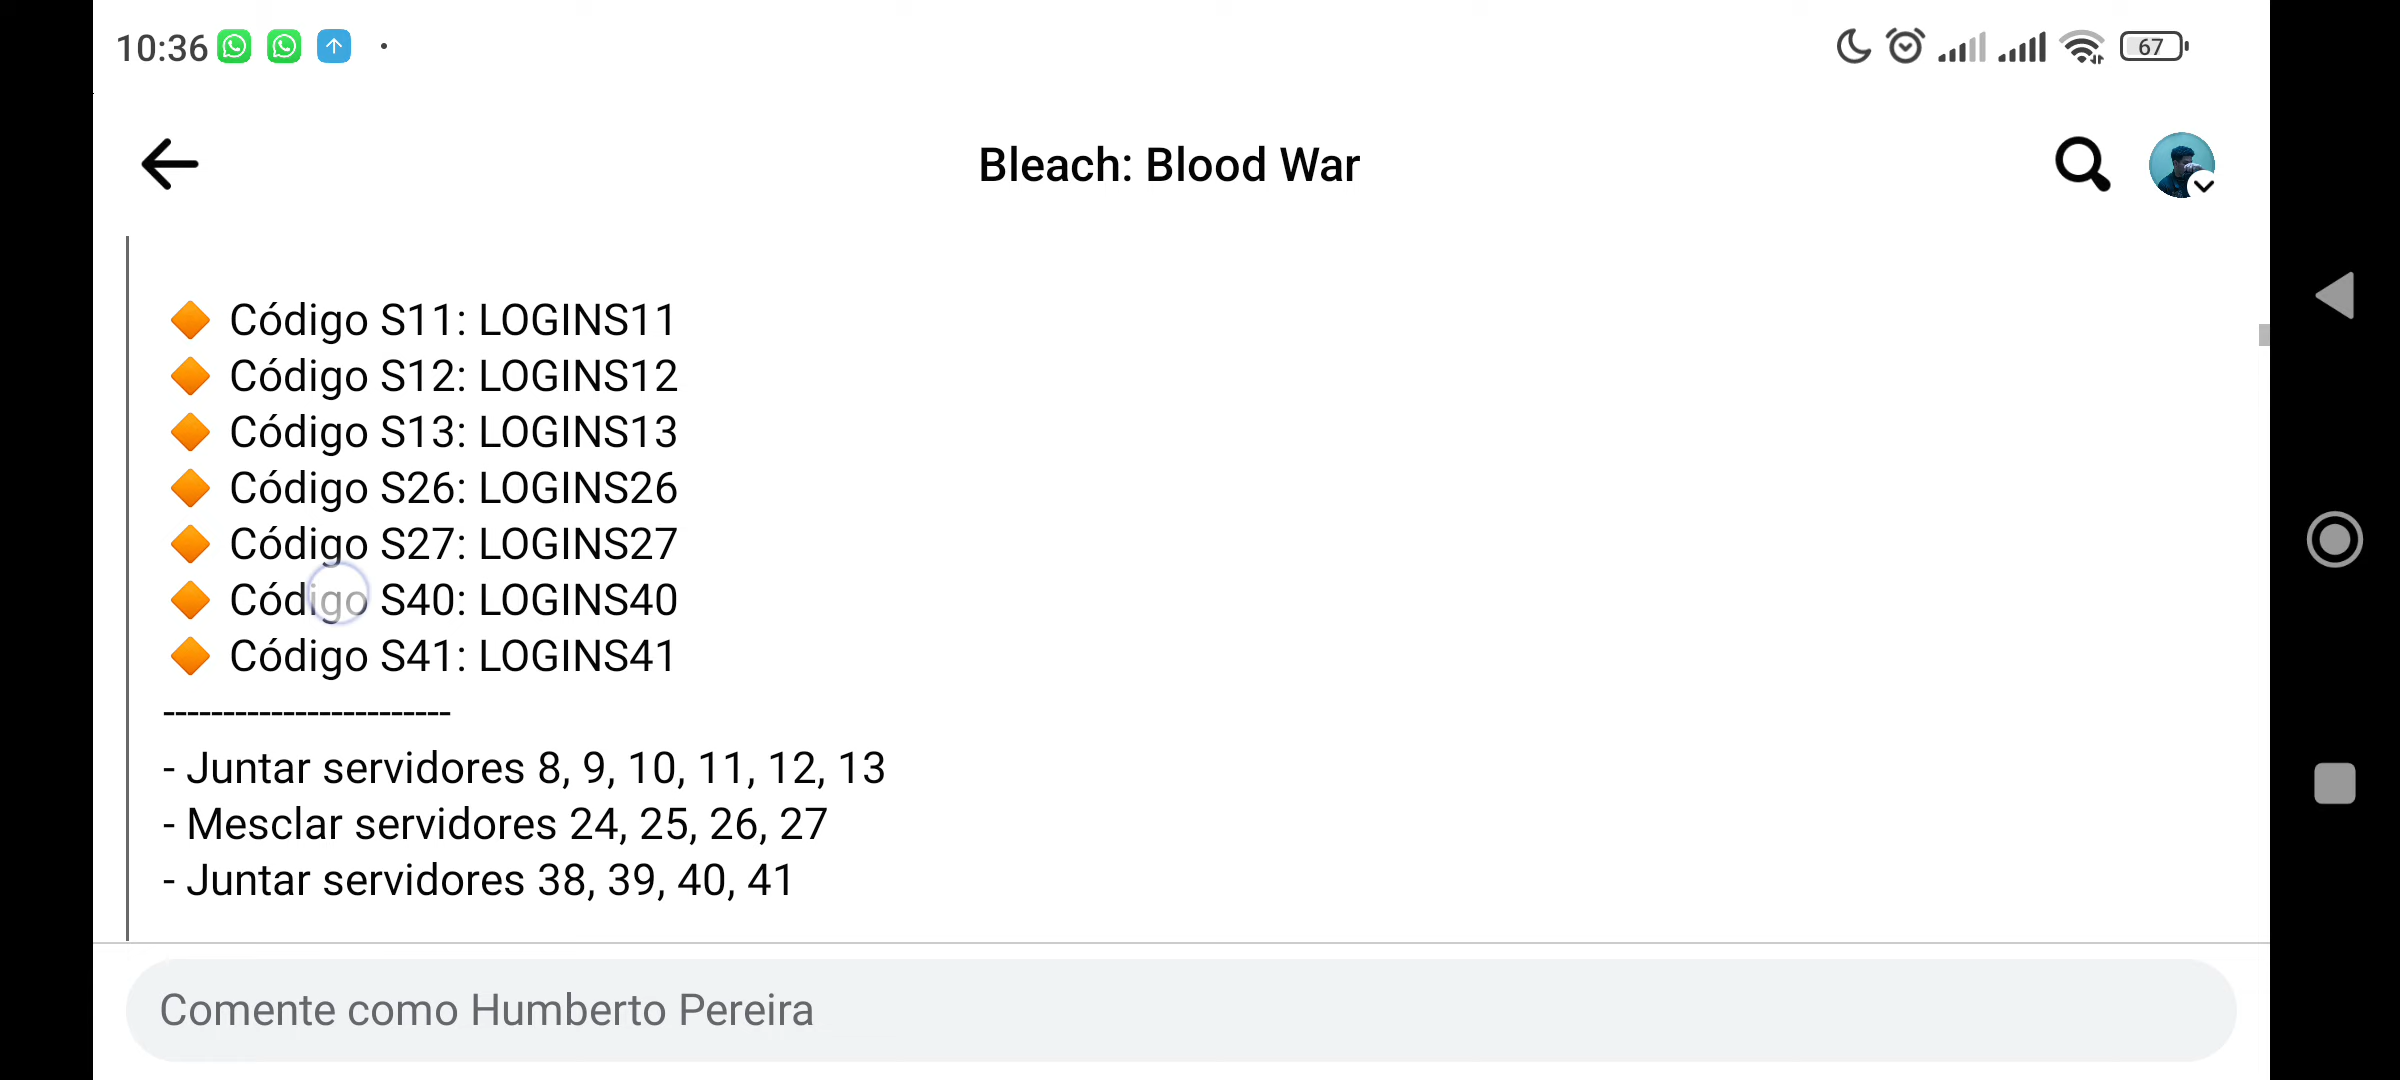 10:36
67
Bleach: Blood War
Código S11: LOGINS11
Código S12: LOGINS12
Código S13: LOGINS13
Código S26: LOGINS26
Código S27: LOGINS27
Código S40: LOGINS40
Código S41: LOGINS41
------------------------
- Juntar servidores 8, 9, 10, 11, 12, 13
- Mesclar servidores 24, 25, 26, 27
- Juntar servidores 38, 39, 40, 41
Comente como Humberto Pereira